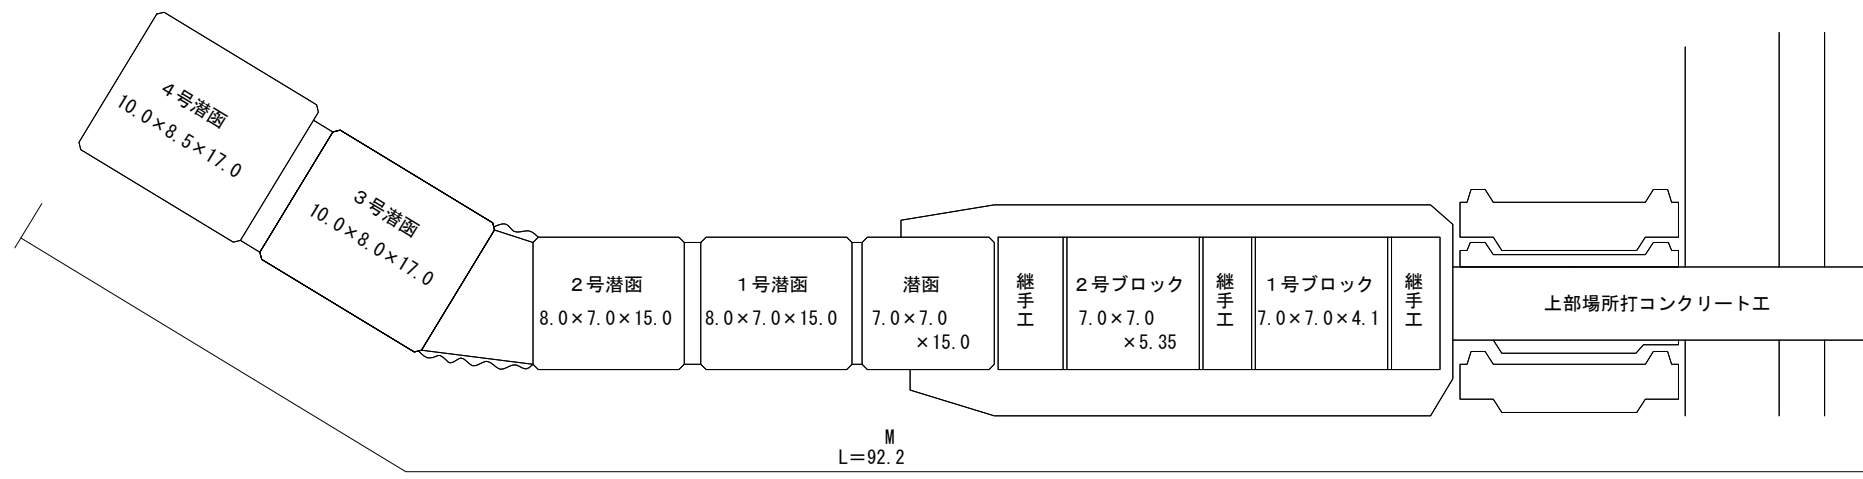 ４号潜函
10.0×8.5×17.0
３号潜函
10.0×8.0×17.0
２号潜函
8.0×7.0×15.0
１号潜函
8.0×7.0×15.0
潜函
7.0×7.0
×15.0
継手工
２号ブロック
7.0×7.0
×5.35
継手工
１号ブロック
7.0×7.0×4.1
継手工
上部場所打コンクリート工
M
L＝92.2